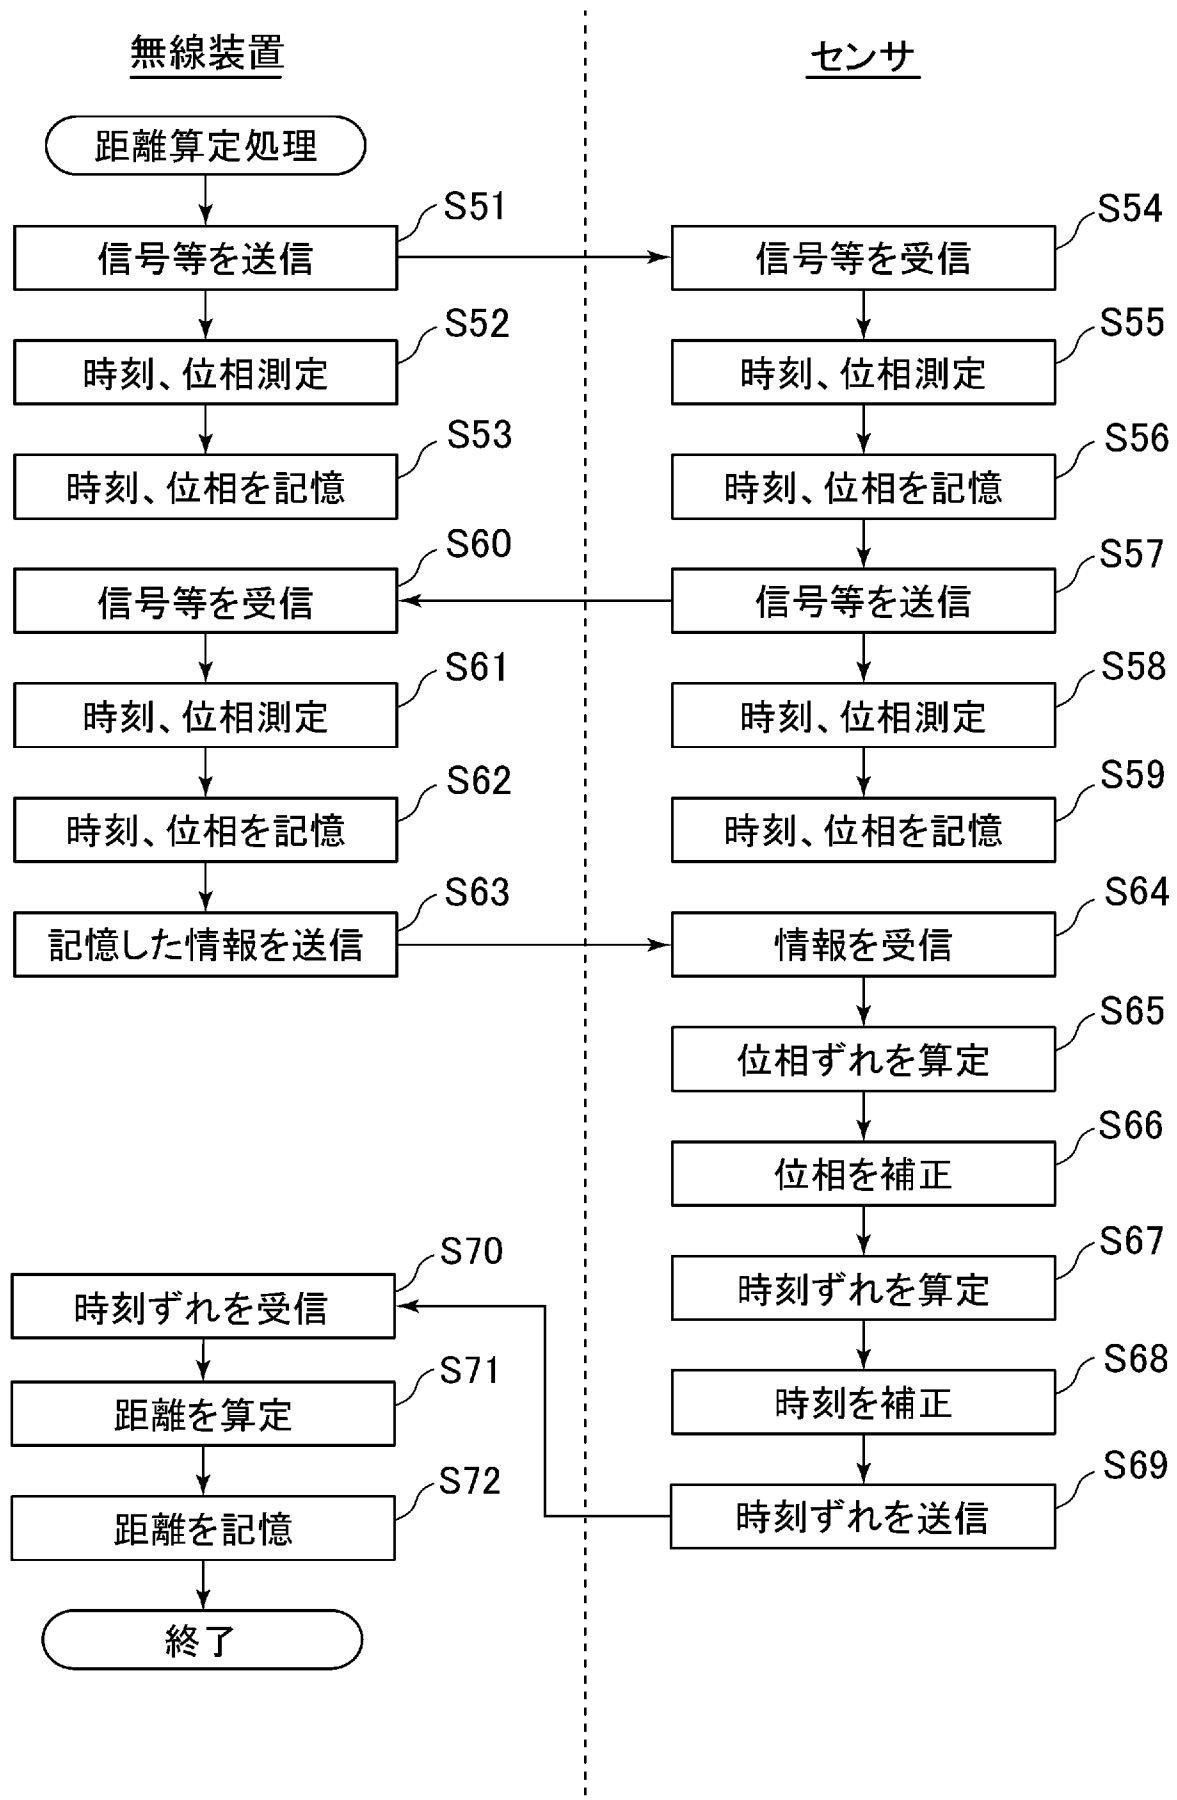 無線装置
距離算定処理
S51
信号等を送信
S52
時刻、位相測定
S53
時刻、位相を記憶
S60
信号等を受信
S61
時刻、位相測定
S62
時刻、位相を記憶
S63
記憶した情報を送信
S70
時刻ずれを受信
S71
距離を算定
S72
距離を記憶
終了
センサ
S54
信号等を受信
S55
時刻、位相測定
S56
時刻、位相を記憶
S57
信号等を送信
S58
時刻、位相測定
S59
時刻、位相を記憶
S64
情報を受信
S65
位相ずれを算定
S66
位相を補正
S67
時刻ずれを算定
S68
時刻を補正
S69
時刻ずれを送信